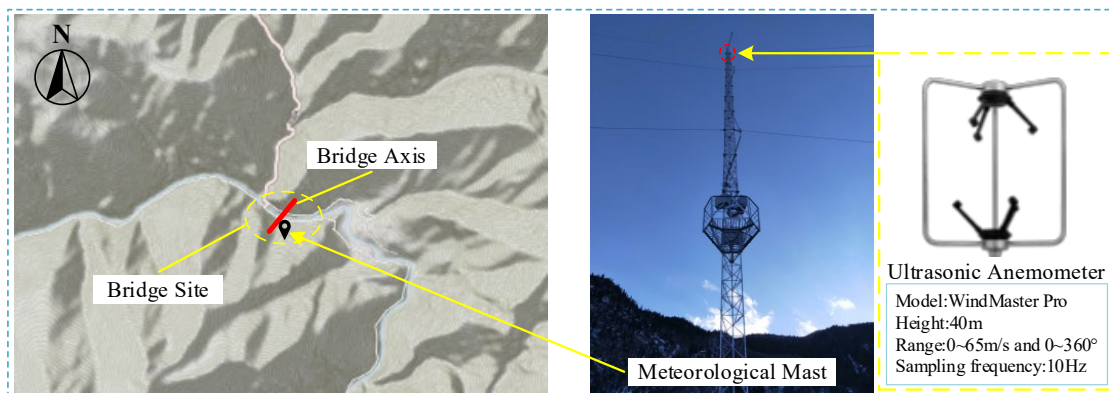 N
Bridge Axis
Bridge Site
Meteorological Mast
Ultrasonic Anemometer
Model:WindMaster Pro
Height:40m
Range:0~65m/s and 0~360°
Sampling frequency:10Hz